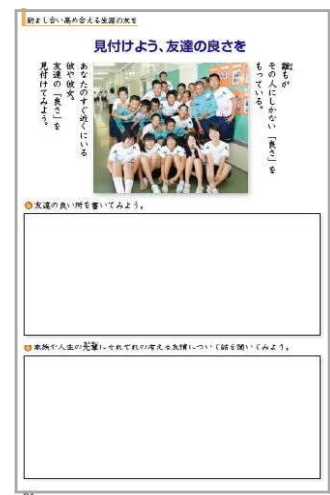 励まし合い高め合える生涯の友を
見付けよう、友達の良さを
誰もが
その人にしかない「良さ」を
もっている。
あなたのすぐ近くにいる
彼や彼女。
友達の「良さ」を
見付けてみよう。
友達の良い所を書いてみよう。
家族や人生の先輩にそれぞれの考える友情について話を聞いてみよう。